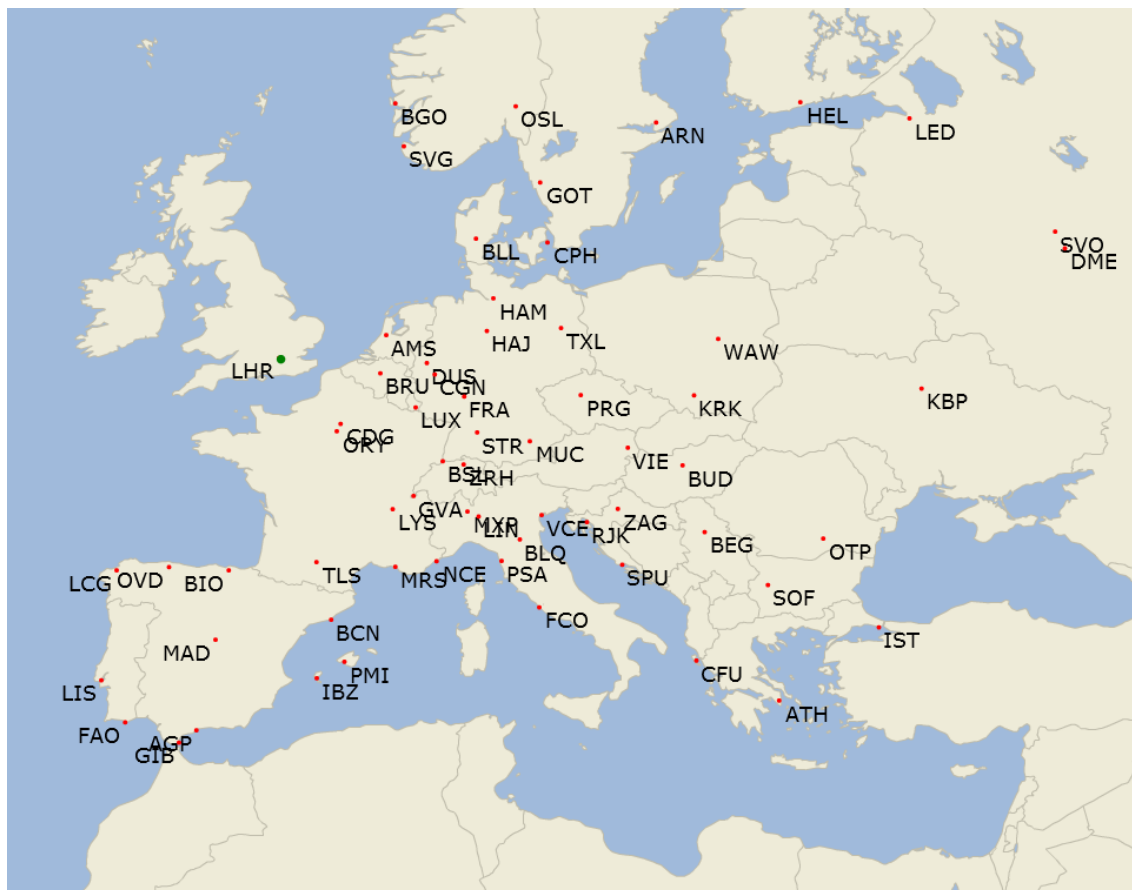 BGO
OSL
HEL
ARN
LED
SVG
GOT
SVO
BLL
CPH
DME
HAM
AMS
HAJ
TXL
WAW
LHR
DUS
BRU
CGN
FRA
PRG
KRK
KBP
LUX
CDG
ORY
STR
MUC
VIE
BSL
ZRH
BUD
GVA
LYS
MXP
LIN
VCE
ZAG
RJK
BEG
BLQ
OTP
LCG
OVD
BIO
TLS
MRS
NCE
PSA
SPU
SOF
FCO
BCN
IST
MAD
PMI
CFU
LIS
IBZ
ATH
FAO
AGP
GIB